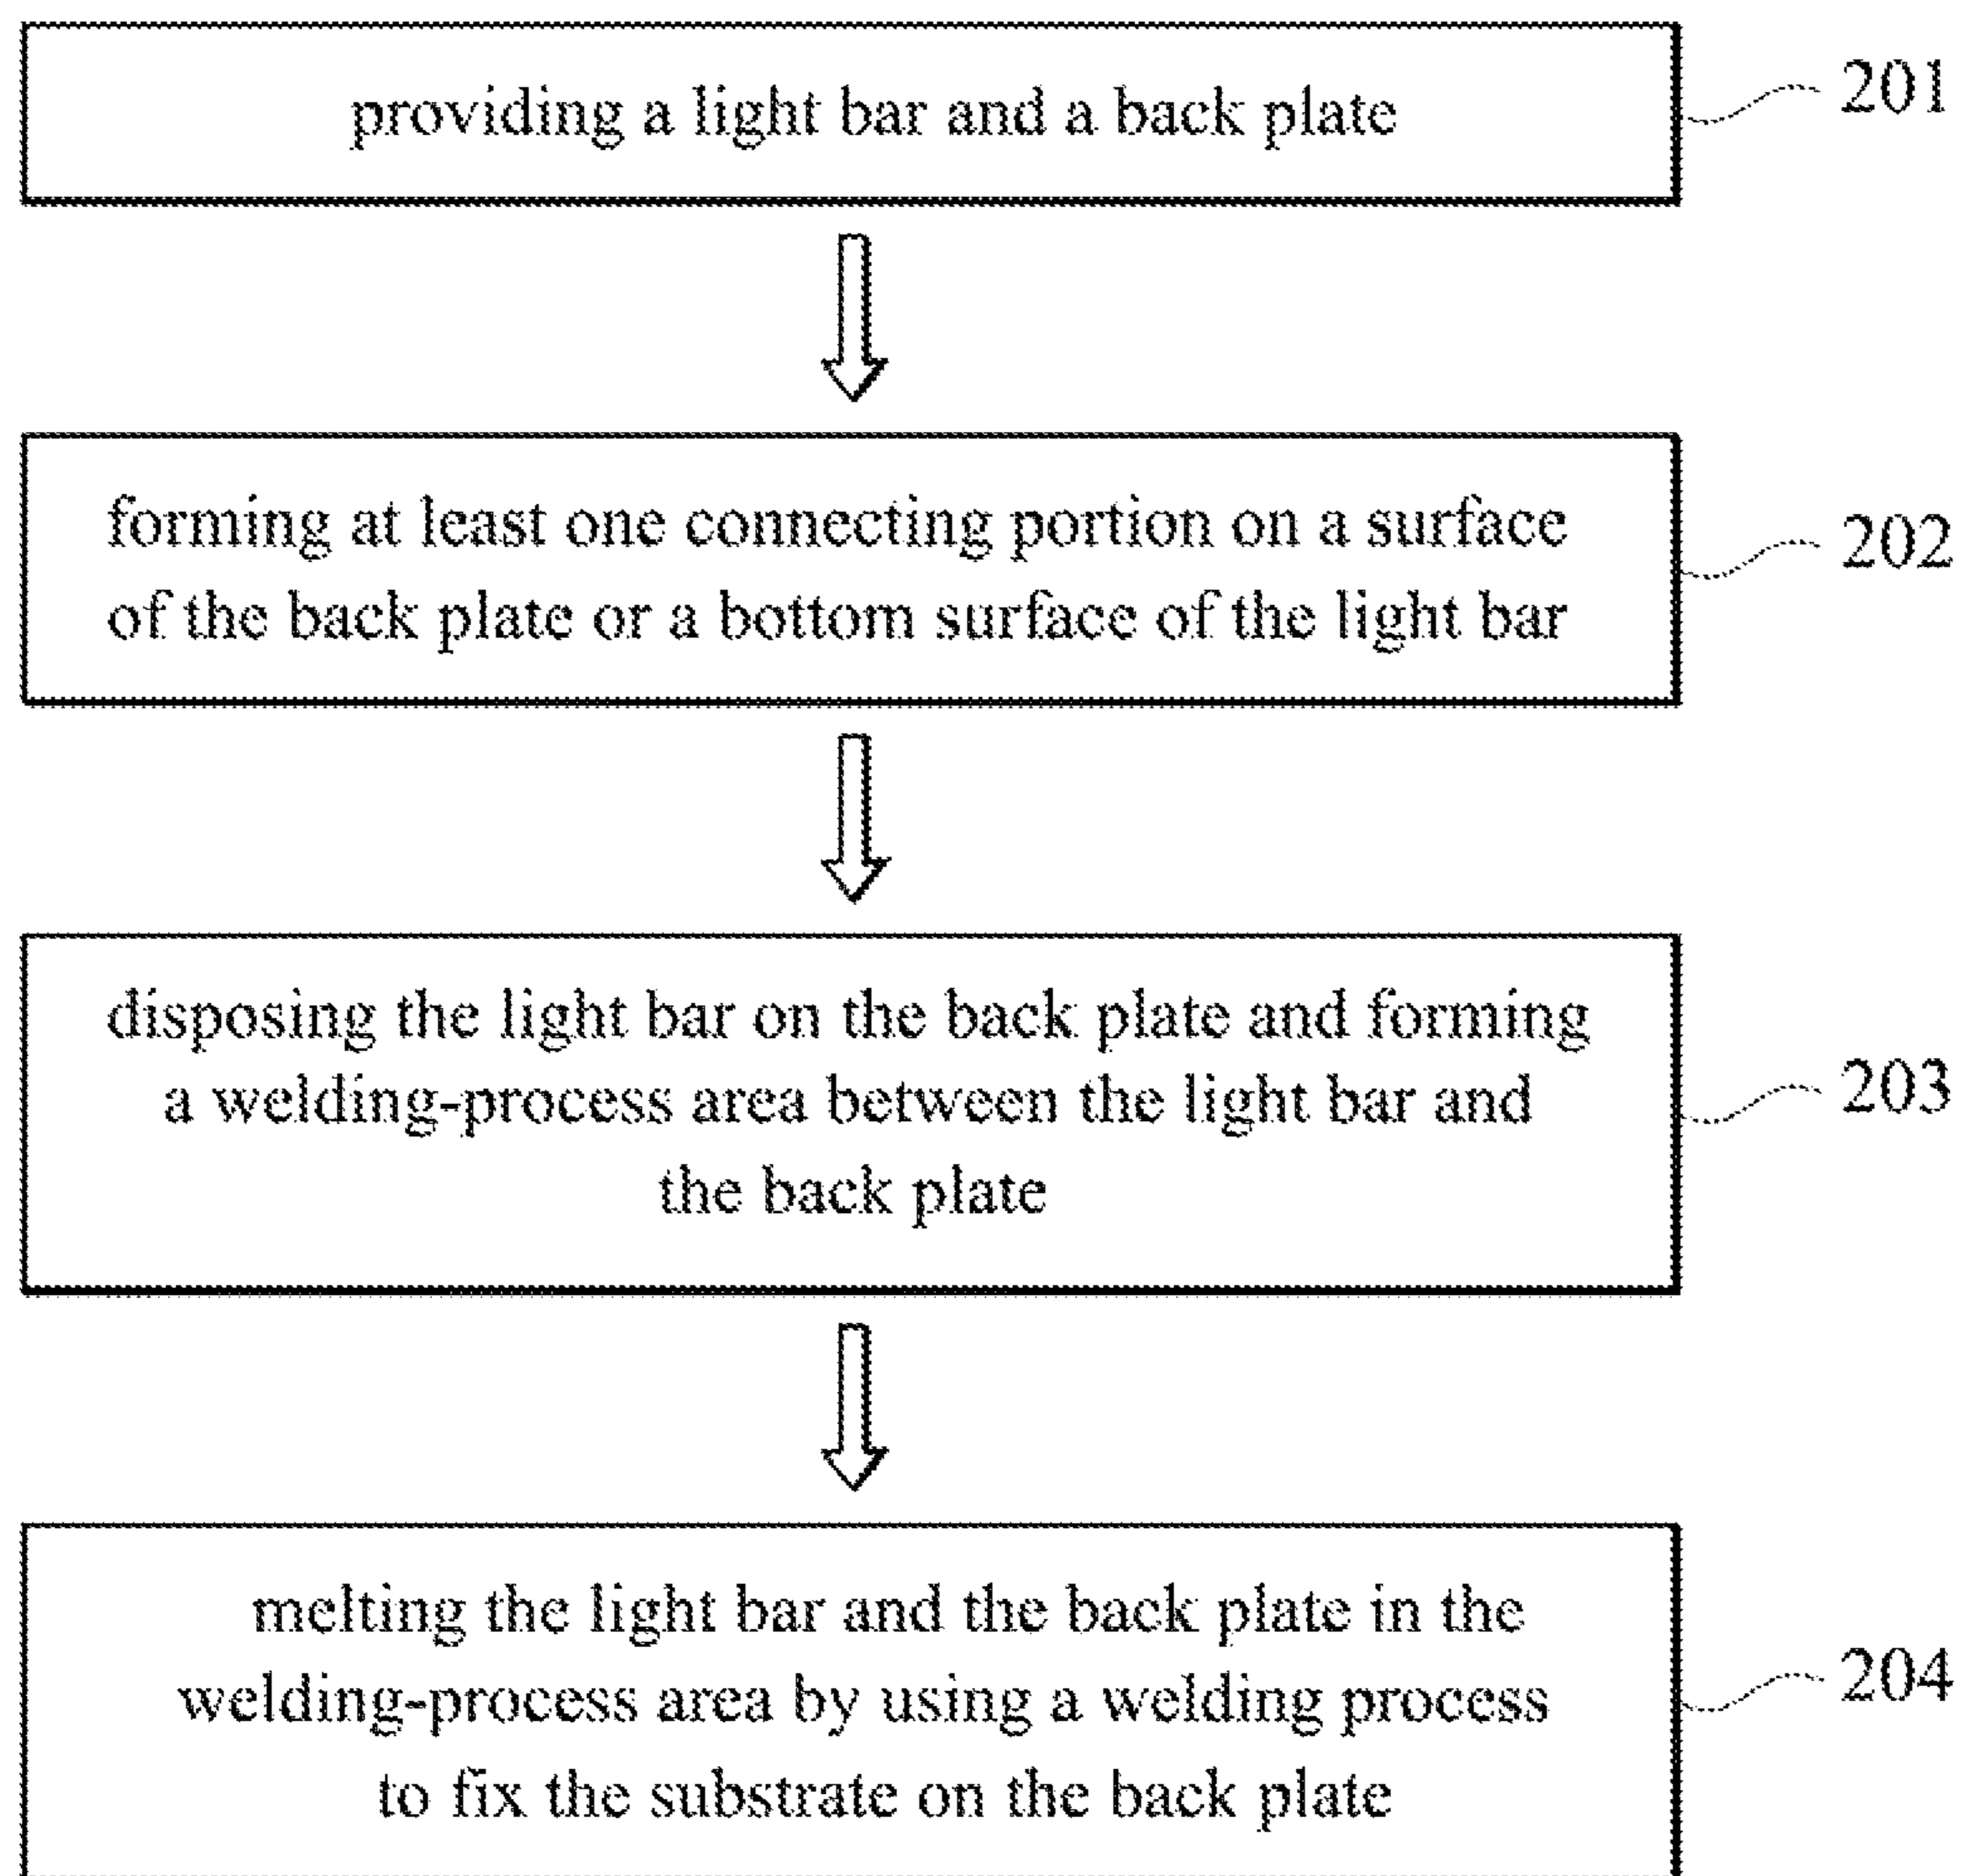 providing a light bar and a back plate
201
forming at least one connecting portion on a surface
of the back plate or a bottom surface of the light bar
202
disposing the light bar on the back plate and forming
a welding-process area between the light bar and
the back plate
203
melting the light bar and the back plate in the
welding-process area by using a welding process
to fix the substrate on the back plate
204